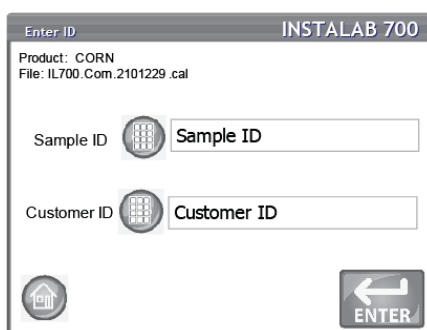 Enter ID INSTALAB 700
Product: CORN
File: IL700.Corn.2101229 .cal
Sample ID Sample ID
Customer ID Customer ID
ENTER